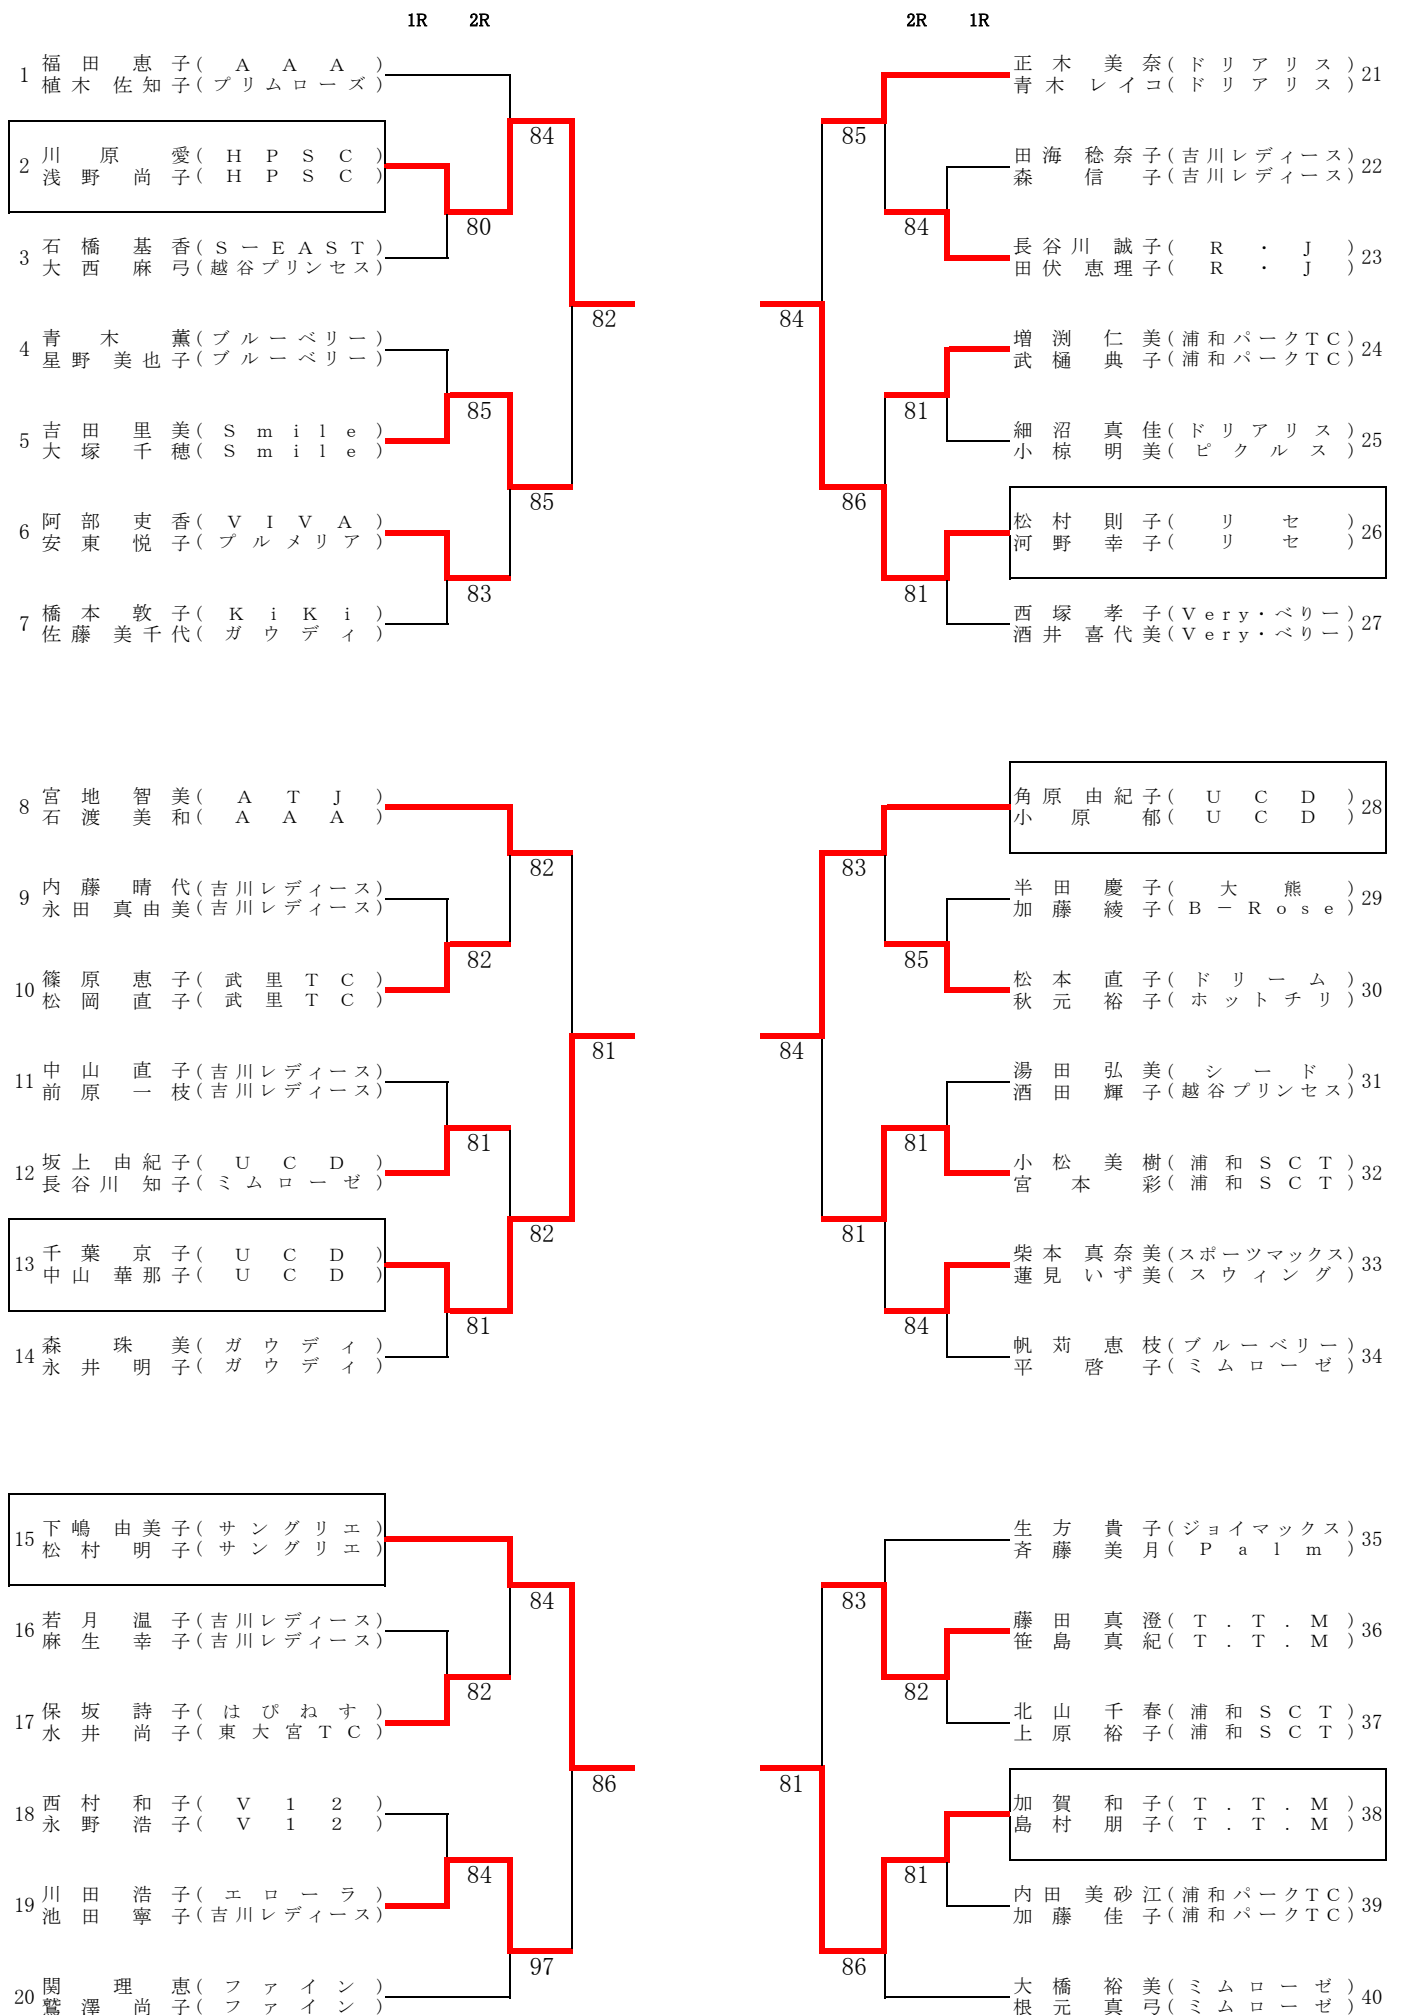 1R 2R
1 福田恵子(AAA)
植木佐知子(プリムローズ)
84
2 川原愛(HPSC)
浅野尚子(HPSC)
80
3 石橋基香(S－EAST)
大西麻弓(越谷プリンセス)
82
4 青木薫(ブルーベリー)
星野美也子(ブルーベリー)
85
5 吉田里美(Smile)
大塚千穂(Smile)
85
6 阿部吏香(VIVA)
安東悦子(プルメリア)
83
7 橋本敦子(KiKi)
佐藤美千代(ガウディ)
8 宮地智美(ATJ)
石渡美和(AAA)
82
9 内藤晴代(吉川レディース)
永田真由美(吉川レディース)
82
10 篠原恵子(武里TC)
松岡直子(武里TC)
81
11 中山直子(吉川レディース)
前原一枝(吉川レディース)
81
12 坂上由紀子(UCD)
長谷川知子(ミムローゼ)
82
13 千葉京子(UCD)
中山華那子(UCD)
81
14 森珠美(ガウディ)
永井明子(ガウディ)
15 下嶋由美子(サングリエ)
松村明子(サングリエ)
84
16 若月温子(吉川レディース)
麻生幸子(吉川レディース)
82
17 保坂詩子(はぴねす)
水井尚子(東大宮TC)
86
18 西村和子(V12)
永野浩子(V12)
84
19 川田浩子(エローラ)
池田寧子(吉川レディース)
97
20 関理恵(ファイン)
鷲澤尚子(ファイン)
2R 1R
正木美奈(ドリアリス) 21
青木レイコ(ドリアリス)
85
田海稔奈子(吉川レディース) 22
森信子(吉川レディース)
84
長谷川誠子(R・J) 23
田伏恵理子(R・J)
84
増渕仁美(浦和パークTC) 24
武樋典子(浦和パークTC)
81
細沼真佳(ドリアリス) 25
小椋明美(ピクルス)
86
松村則子(リセ) 26
河野幸子(リセ)
81
西塚孝子(Very・べりー) 27
酒井喜代美(Very・べりー)
角原由紀子(UCD) 28
小原郁(UCD)
83
半田慶子(大熊) 29
加藤綾子(B－Rose)
85
松本直子(ドリーム) 30
秋元裕子(ホットチリ)
84
湯田弘美(シード) 31
酒田輝子(越谷プリンセス)
81
小松美樹(浦和SCT) 32
宮本彩(浦和SCT)
81
柴本真奈美(スポーツマックス) 33
蓮見いず美(スウィング)
84
帆苅恵枝(ブルーベリー) 34
平啓子(ミムローゼ)
生方貴子(ジョイマックス) 35
斉藤美月(Palm)
83
藤田真澄(T.T.M) 36
笹島真紀(T.T.M)
82
北山千春(浦和SCT) 37
上原裕子(浦和SCT)
81
加賀和子(T.T.M) 38
島村朋子(T.T.M)
81
内田美砂江(浦和パークTC) 39
加藤佳子(浦和パークTC)
86
大橋裕美(ミムローゼ) 40
根元真弓(ミムローゼ)